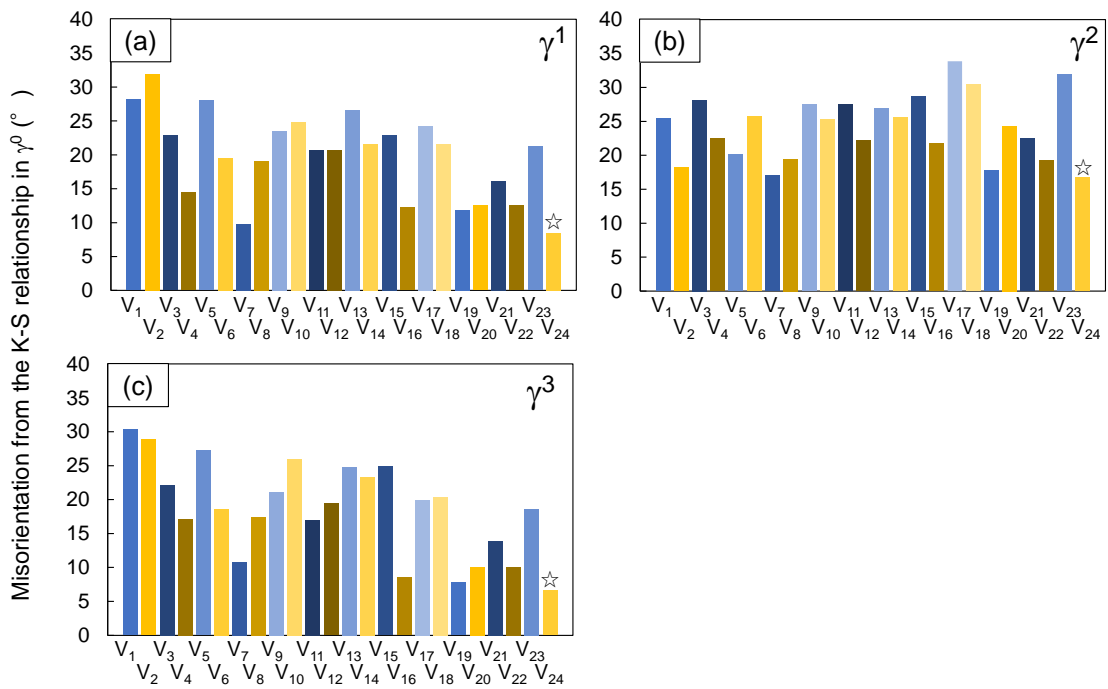 Misorientation from the K-S relationship in γ⁰ (°)
(a)
γ¹
40
35
30
25
20
15
10
5
0
☆
V₁ V₃ V₅ V₇ V₉ V₁₁ V₁₃ V₁₅ V₁₇ V₁₉ V₂₁ V₂₃
V₂ V₄ V₆ V₈ V₁₀ V₁₂ V₁₄ V₁₆ V₁₈ V₂₀ V₂₂ V₂₄
(b)
γ²
40
35
30
25
20
15
10
5
0
☆
V₁ V₃ V₅ V₇ V₉ V₁₁ V₁₃ V₁₅ V₁₇ V₁₉ V₂₁ V₂₃
V₂ V₄ V₆ V₈ V₁₀ V₁₂ V₁₄ V₁₆ V₁₈ V₂₀ V₂₂ V₂₄
(c)
γ³
40
35
30
25
20
15
10
5
0
☆
V₁ V₃ V₅ V₇ V₉ V₁₁ V₁₃ V₁₅ V₁₇ V₁₉ V₂₁ V₂₃
V₂ V₄ V₆ V₈ V₁₀ V₁₂ V₁₄ V₁₆ V₁₈ V₂₀ V₂₂ V₂₄